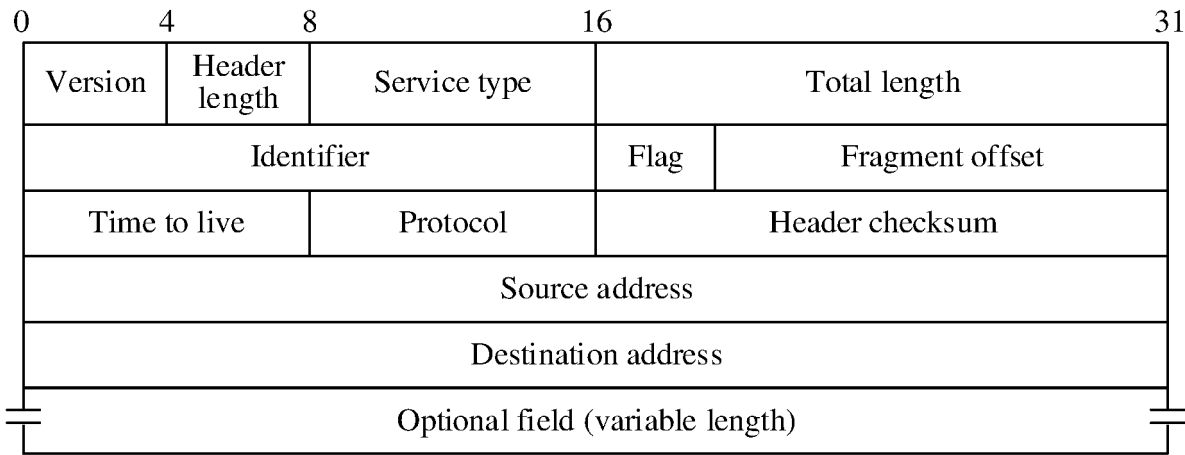 0 4 8 16 31
Version Header length Service type Total length
Identifier Flag Fragment offset
Time to live Protocol Header checksum
Source address
Destination address
Optional field (variable length)